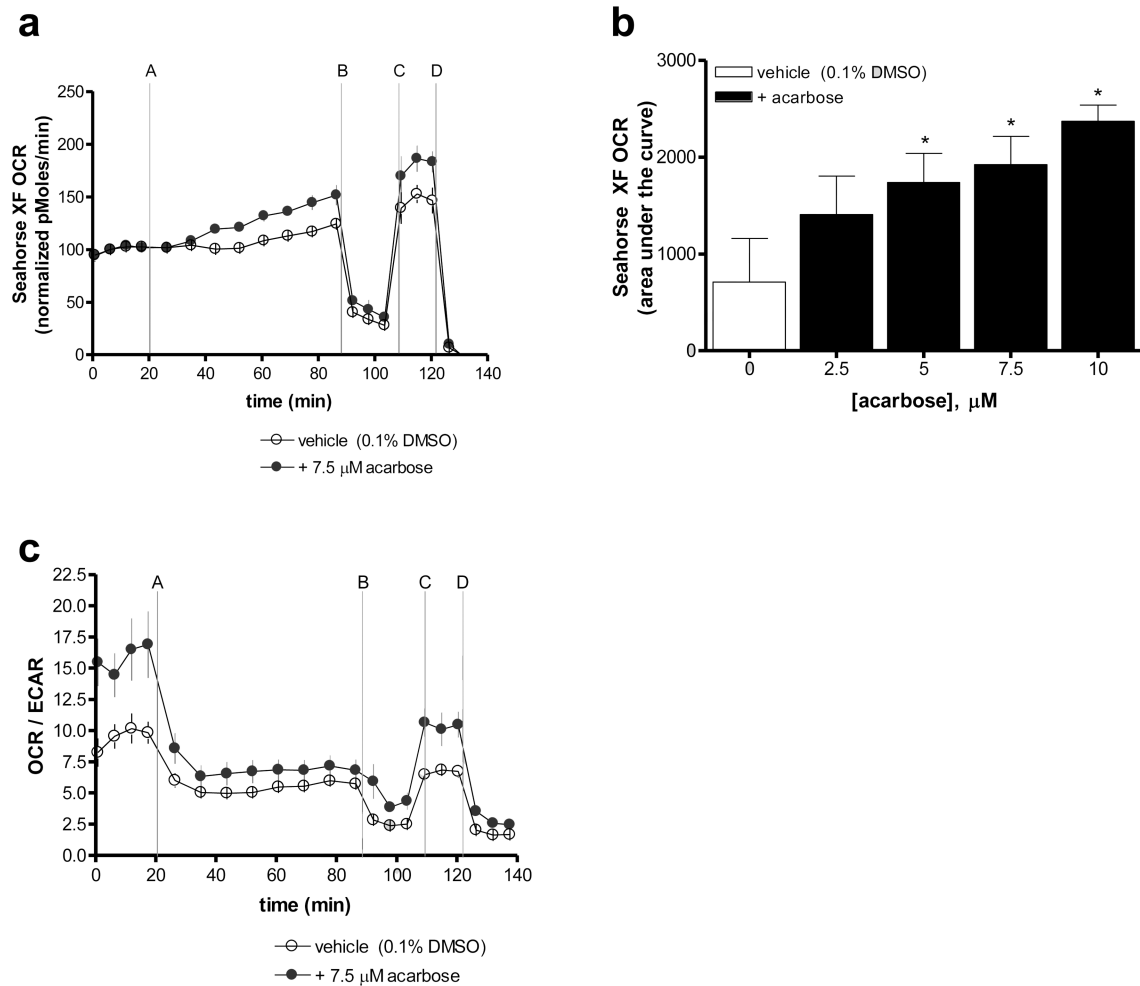 a
A B C D
Seahorse XF OCR
(normalized pMoles/min)
250
200
150
100
50
0
0 20 40 60 80 100 120 140
time (min)
vehicle (0.1% DMSO)
+ 7.5 μM acarbose
b
Seahorse XF OCR
(area under the curve)
3000
2000
1000
0
vehicle (0.1% DMSO)
+ acarbose
* * *
0 2.5 5 7.5 10
[acarbose], μM
c
A B C D
OCR / ECAR
22.5
20.0
17.5
15.0
12.5
10.0
7.5
5.0
2.5
0.0
0 20 40 60 80 100 120 140
time (min)
vehicle (0.1% DMSO)
+ 7.5 μM acarbose